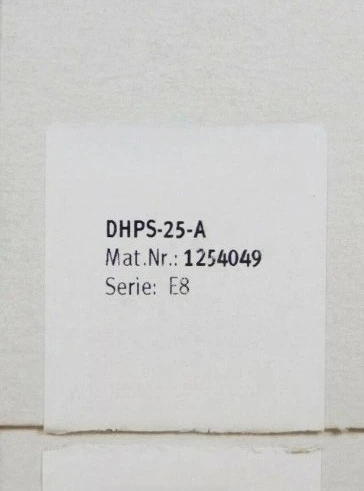 DHPS-25-A
Mat.Nr.: 1254049
Serie: E8